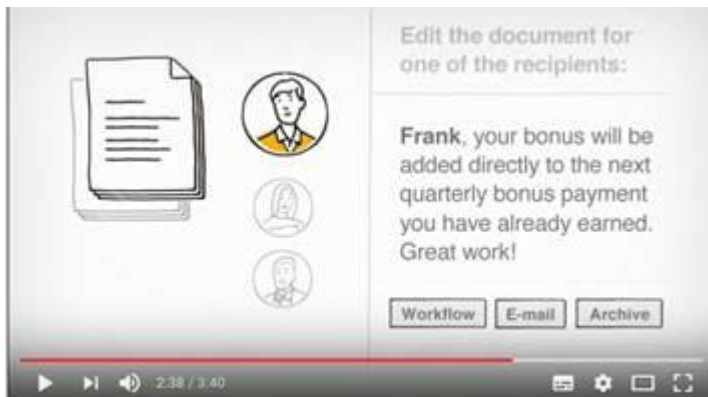 Edit the document for
one of the recipients:
Frank, your bonus will be
added directly to the next
quarterly bonus payment
you have already earned.
Great work!
Workflow E-mail Archive
2:38 / 3:40